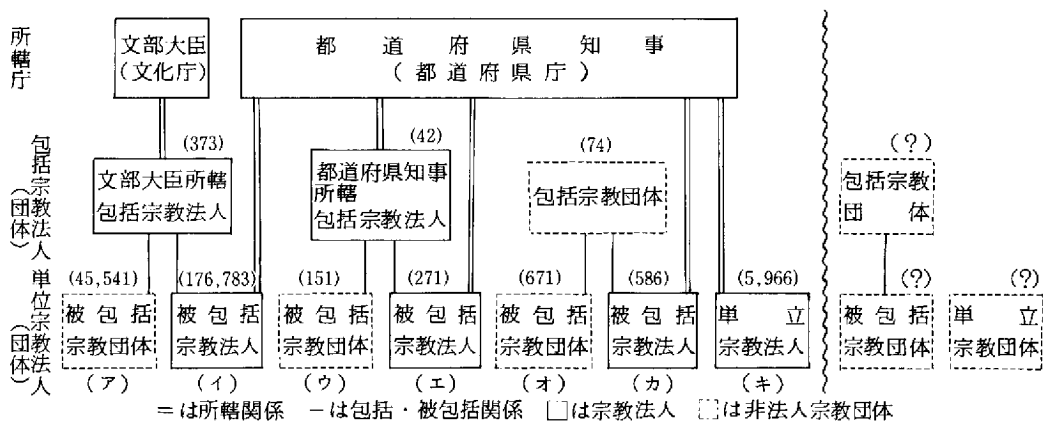 所轄庁
文部大臣
(文化庁)
都道府県知事
(都道府県庁)
包括宗教法人
(団体)
(373)
文部大臣所轄
包括宗教法人
(42)
都道府県知事
所轄
包括宗教法人
(74)
包括宗教団体
(?)
包括宗教
団体
単位宗教法人
(団体)
(45,541)
被包括
宗教団体
(ア)
(176,783)
被包括
宗教法人
(イ)
(151)
被包括
宗教団体
(ウ)
(271)
被包括
宗教法人
(エ)
(671)
被包括
宗教団体
(オ)
(586)
被包括
宗教法人
(カ)
(5,966)
単立
宗教法人
(キ)
(?)
被包括
宗教団体
(?)
単立
宗教団体
=は所轄関係 -は包括・被包括関係 □は宗教法人 □は非法人宗教団体